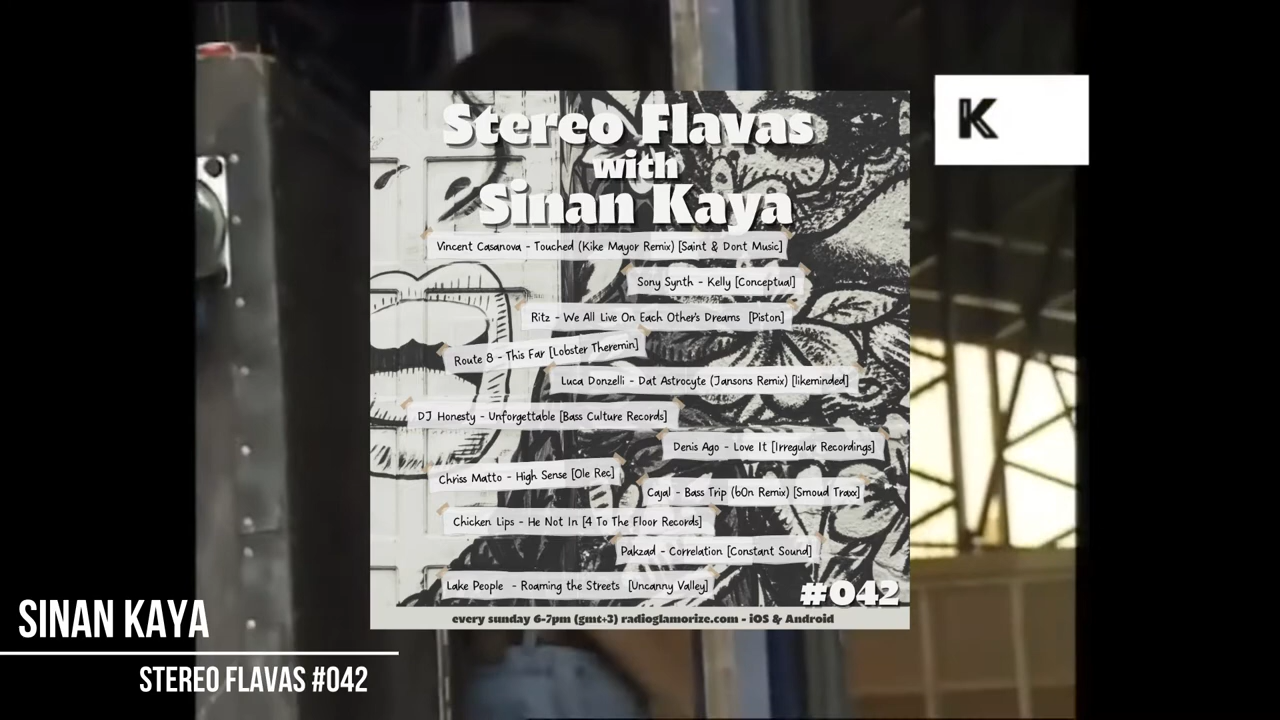 Stereo Flavas
with
Sinan Kaya
Vincent Casanova - Touched (Kike Mayor Remix) [Saint & Dont Music]
Sony Synth - Kelly [Conceptual]
Ritz - We All Live On Each Other's Dreams [Piston]
Route 8 - This Far [Lobster Theremin]
Luca Donzelli - Dat Astrocyte (Jansons Remix) [likeminded]
DJ Honesty - Unforgettable [Bass Culture Records]
Denis Ago - Love It [Irregular Recordings]
Chriss Matto - High Sense [Ole Rec]
Cajal - Bass Trip (b0n Remix) [Smoud Traxx]
Chicken Lips - He Not In [4 To The Floor Records]
Pakzad - Correlation [Constant Sound]
Lake People - Roaming the Streets [Uncanny Valley]
#042
every sunday 6-7pm (gmt+3) radioglamorize.com - iOS & Android
K
SINAN KAYA
STEREO FLAVAS #042